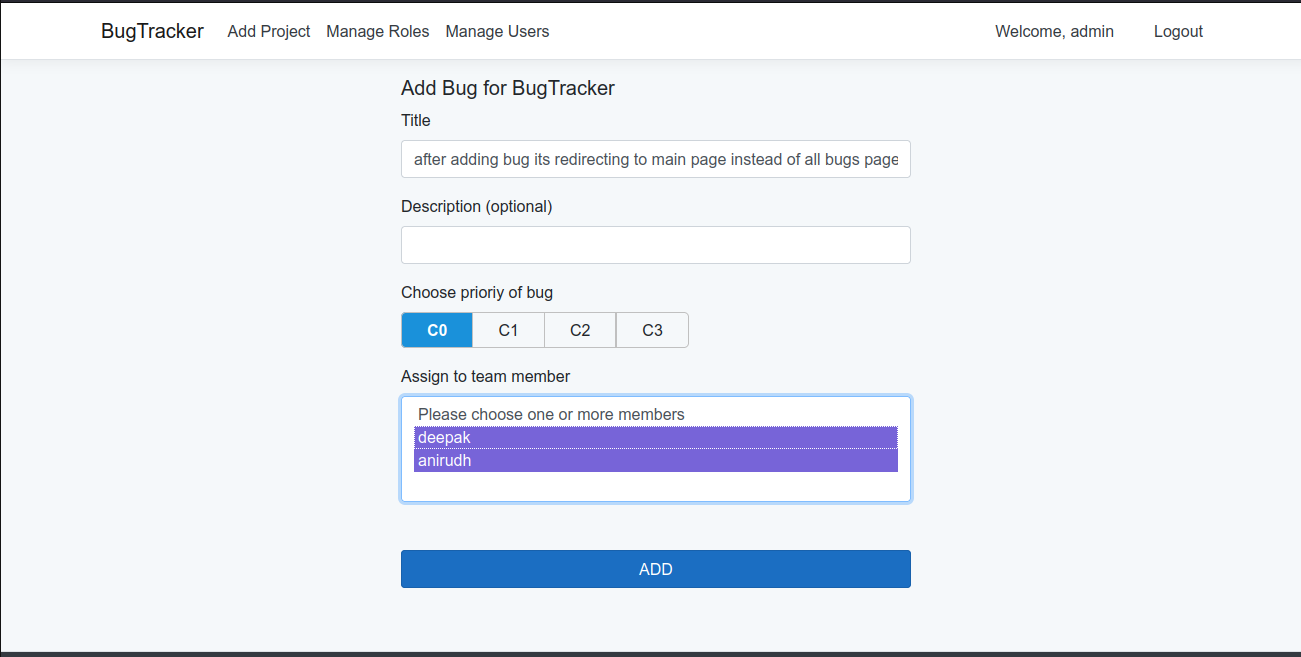 BugTracker Add Project Manage Roles Manage Users Welcome, admin Logout
Add Bug for BugTracker
Title
after adding bug its redirecting to main page instead of all bugs page
Description (optional)
Choose prioriy of bug
C0 C1 C2 C3
Assign to team member
Please choose one or more members
deepak
anirudh
ADD